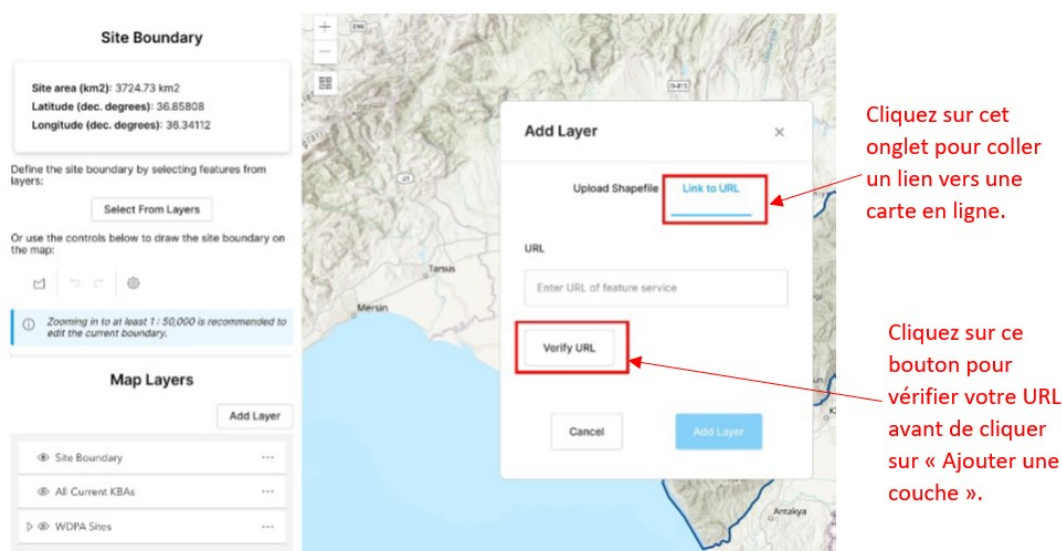 Site Boundary
Site area (km2): 3724.73 km2
Latitude (dec. degrees): 36.85808
Longitude (dec. degrees): 36.34112
Define the site boundary by selecting features from
layers:
Select From Layers
Or use the controls below to draw the site boundary on
the map:
Zooming in to at least 1 : 50,000 is recommended to
edit the current boundary.
Map Layers
Add Layer
Site Boundary
All Current KBAs
WDPA Sites
E90
D-815
Tarsus
Mersin
Antakya
Add Layer
Upload Shapefile
Link to URL
URL
Enter URL of feature service
Verify URL
Cancel
Add Layer
Cliquez sur cet
onglet pour coller
un lien vers une
carte en ligne.
Cliquez sur ce
bouton pour
vérifier votre URL
avant de cliquer
sur « Ajouter une
couche ».